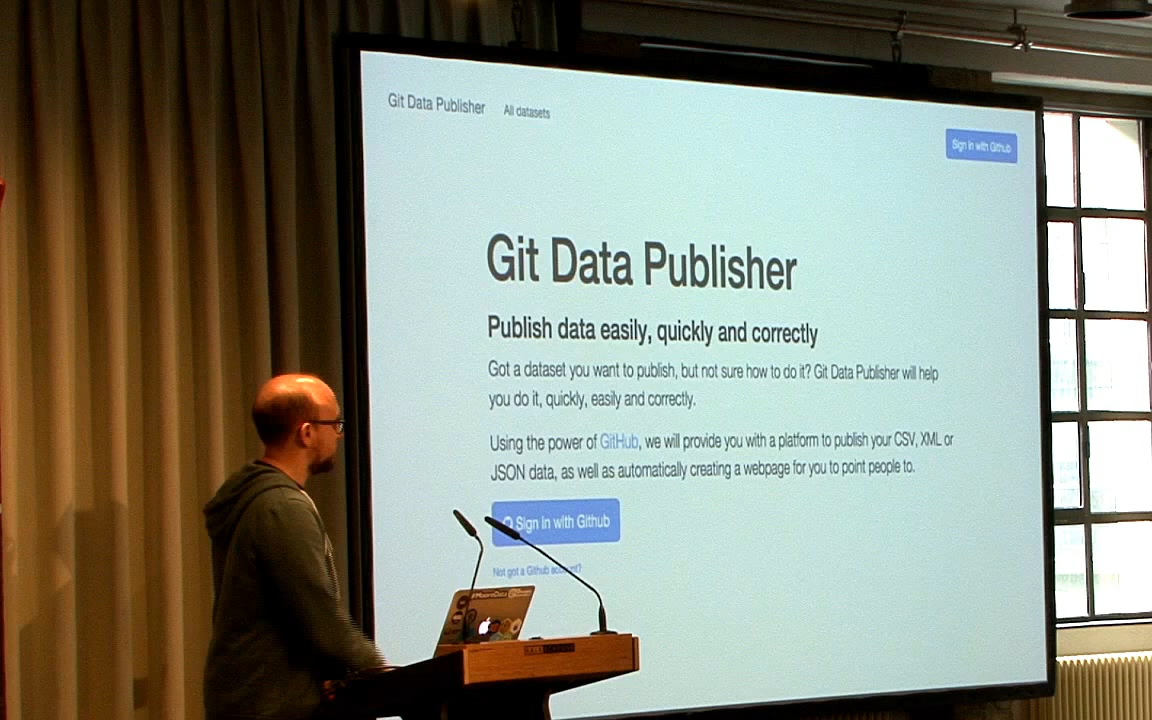 Git Data Publisher
All datasets
Sign in with Github
Git Data Publisher
Publish data easily, quickly and correctly
Got a dataset you want to publish, but not sure how to do it? Git Data Publisher will help
you do it, quickly, easily and correctly.
Using the power of GitHub, we will provide you with a platform to publish your CSV, XML or
JSON data, as well as automatically creating a webpage for you to point people to.
Sign in with Github
Not got a Github account?
#MooreData